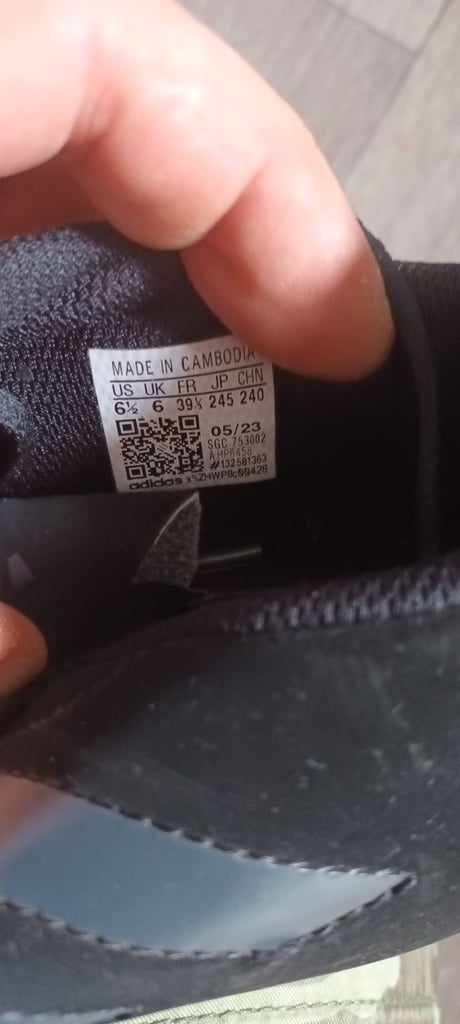 MADE IN CAMBODIA
US UK FR JP CHN
6½ 6 39⅓ 245 240
05/23
SGC 753002
#132581363
adidas